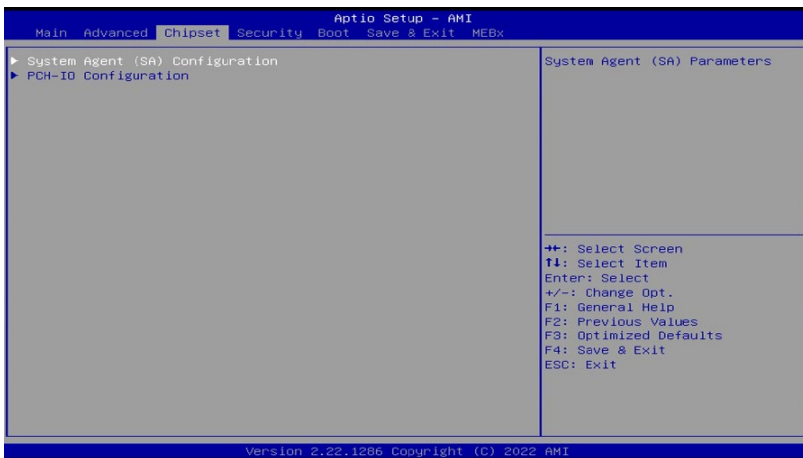 Aptio Setup - AMI
Main Advanced Chipset Security Boot Save & Exit MEBx
System Agent (SA) Configuration
PCH-IO Configuration
System Agent (SA) Parameters
→←: Select Screen
↑↓: Select Item
Enter: Select
+/-: Change Opt.
F1: General Help
F2: Previous Values
F3: Optimized Defaults
F4: Save & Exit
ESC: Exit
Version 2.22.1286 Copyright (C) 2022 AMI